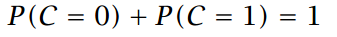 P(C = 0) + P(C = 1) = 1